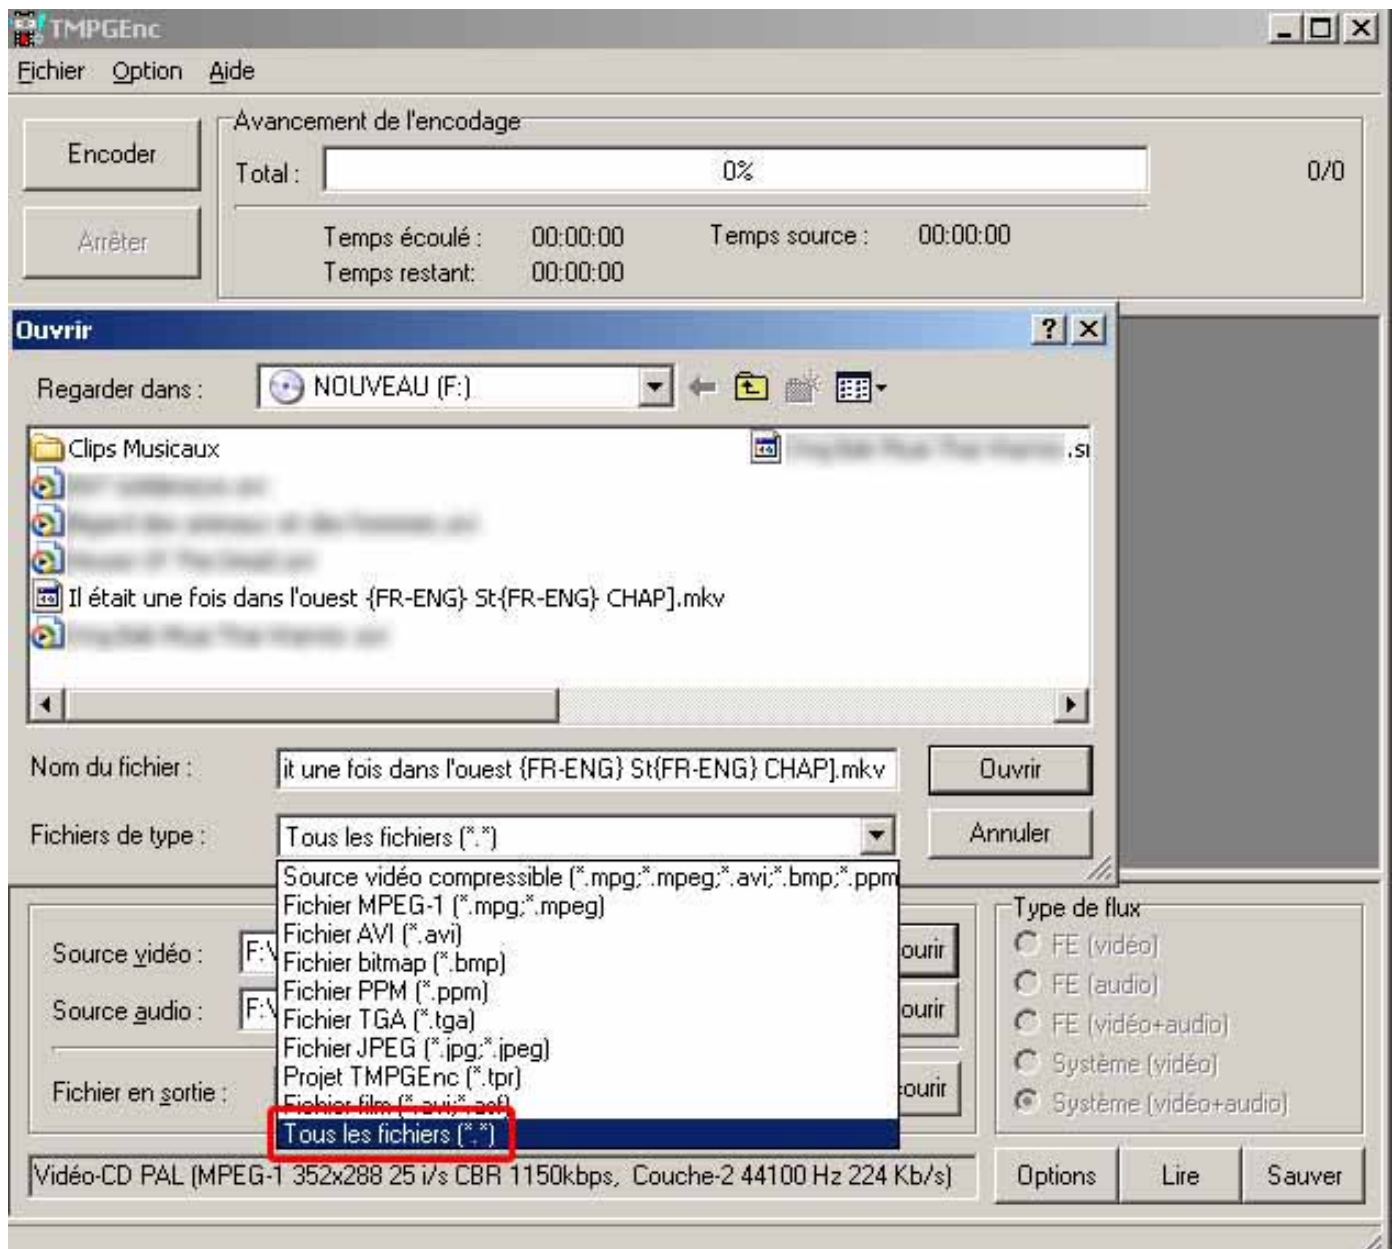 TMPGEnc
Fichier Option Aide
Encoder
Arrêter
Avancement de l'encodage
Total : 0% 0/0
Temps écoulé : 00:00:00 Temps source : 00:00:00
Temps restant: 00:00:00
Ouvrir
Regarder dans : NOUVEAU (F:)
Clips Musicaux
Il était une fois dans l'ouest {FR-ENG} St{FR-ENG} CHAP].mkv
Nom du fichier : it une fois dans l'ouest {FR-ENG} St{FR-ENG} CHAP].mkv Ouvrir
Fichiers de type : Tous les fichiers (*.*) Annuler
Source vidéo compressible (*.mpg;*.mpeg;*.avi;*.bmp;*.ppm
Fichier MPEG-1 (*.mpg;*.mpeg)
Fichier AVI (*.avi)
Fichier bitmap (*.bmp)
Fichier PPM (*.ppm)
Fichier TGA (*.tga)
Fichier JPEG (*.jpg;*.jpeg)
Projet TMPGEnc (*.tpr)
Fichier film (*.avi;*.asf)
Tous les fichiers (*.*)
Source vidéo : F:\ ourir
Source audio : F:\ ourir
Fichier en sortie : ourir
Type de flux
FE (vidéo)
FE (audio)
FE (vidéo+audio)
Système (vidéo)
Système (vidéo+audio)
Vidéo-CD PAL (MPEG-1 352x288 25 i/s CBR 1150kbps, Couche-2 44100 Hz 224 Kb/s)
Options Lire Sauver